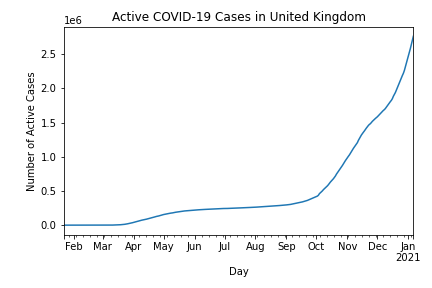 Active COVID-19 Cases in United Kingdom
1e6
2.5
2.0
1.5
1.0
0.5
0.0
Number of Active Cases
Feb Mar Apr May Jun Jul Aug Sep Oct Nov Dec Jan
2021
Day